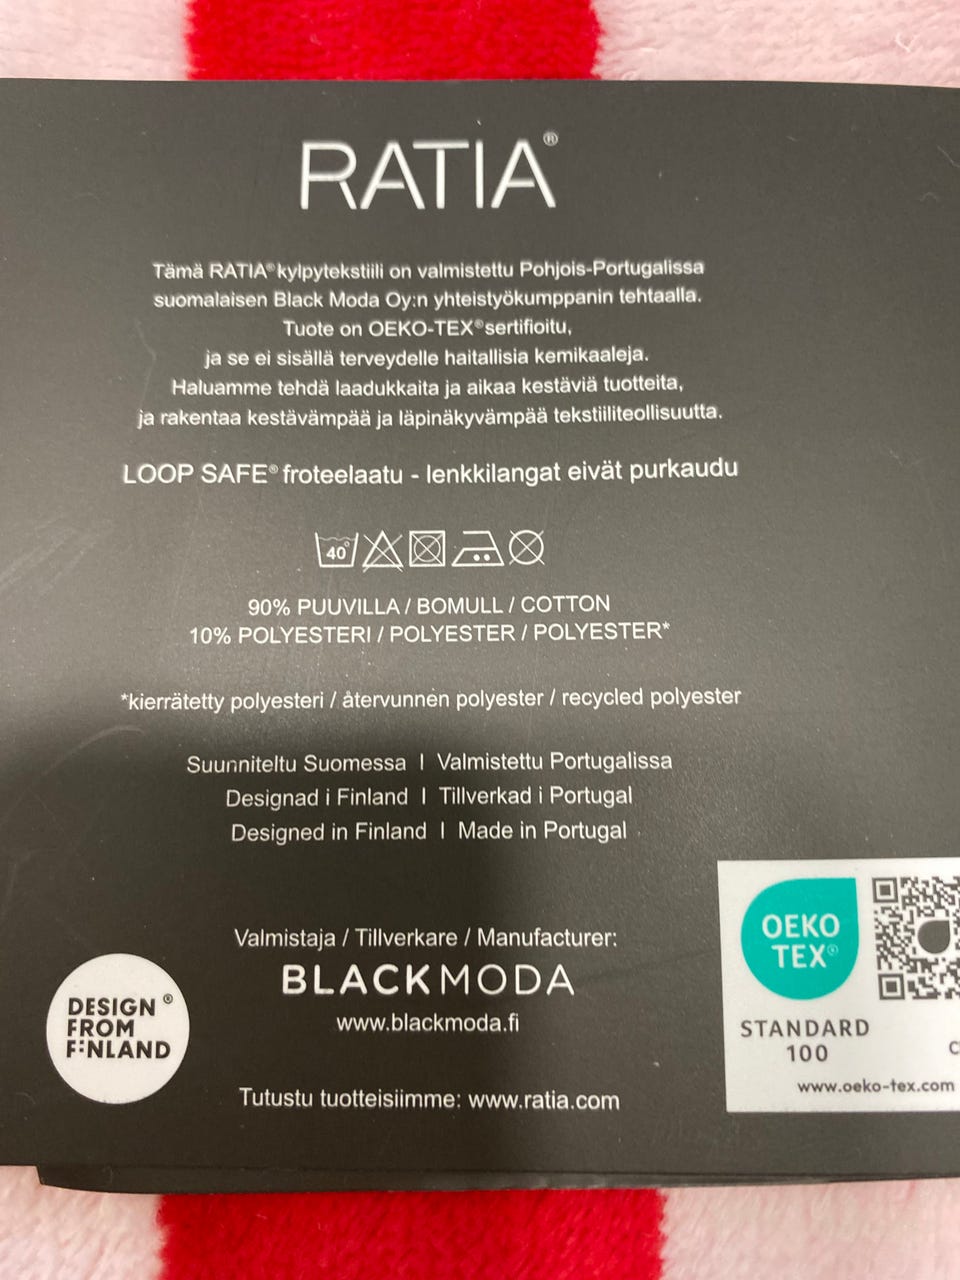 RATIA®
Tämä RATIA® kylpytekstiili on valmistettu Pohjois-Portugalissa
suomalaisen Black Moda Oy:n yhteistyökumppanin tehtaalla.
Tuote on OEKO-TEX® sertifioitu,
ja se ei sisällä terveydelle haitallisia kemikaaleja.
Haluamme tehdä laadukkaita ja aikaa kestäviä tuotteita,
ja rakentaa kestävämpää ja läpinäkyvämpää tekstiiliteollisuutta.
LOOP SAFE® froteelaatu - lenkkilangat eivät purkaudu
40°
90% PUUVILLA / BOMULL / COTTON
10% POLYESTERI / POLYESTER / POLYESTER*
*kierrätetty polyesteri / återvunnen polyester / recycled polyester
Suunniteltu Suomessa | Valmistettu Portugalissa
Designad i Finland | Tillverkad i Portugal
Designed in Finland | Made in Portugal
Valmistaja / Tillverkare / Manufacturer:
BLACKMODA
www.blackmoda.fi
Tutustu tuotteisiimme: www.ratia.com
DESIGN ®
FROM
FINLAND
OEKO
TEX®
STANDARD
100
www.oeko-tex.com